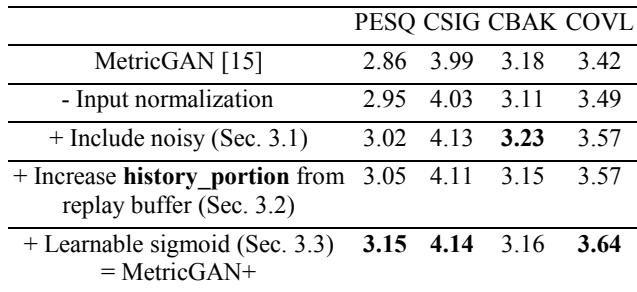 PESQ CSIG CBAK COVL
MetricGAN [15] 2.86 3.99 3.18 3.42
- Input normalization 2.95 4.03 3.11 3.49
+ Include noisy (Sec. 3.1) 3.02 4.13 3.23 3.57
+ Increase history_portion from 3.05 4.11 3.15 3.57
replay buffer (Sec. 3.2)
+ Learnable sigmoid (Sec. 3.3) 3.15 4.14 3.16 3.64
= MetricGAN+